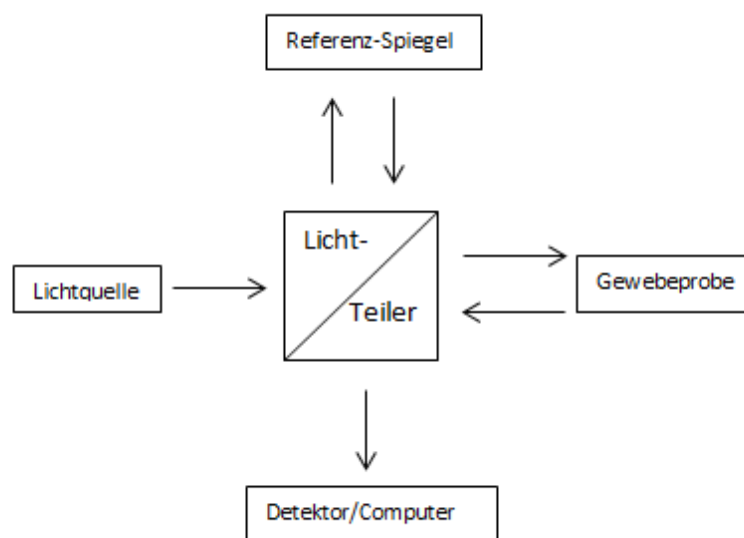 Referenz-Spiegel
Licht-
Teiler
Lichtquelle
Gewebeprobe
Detektor/Computer